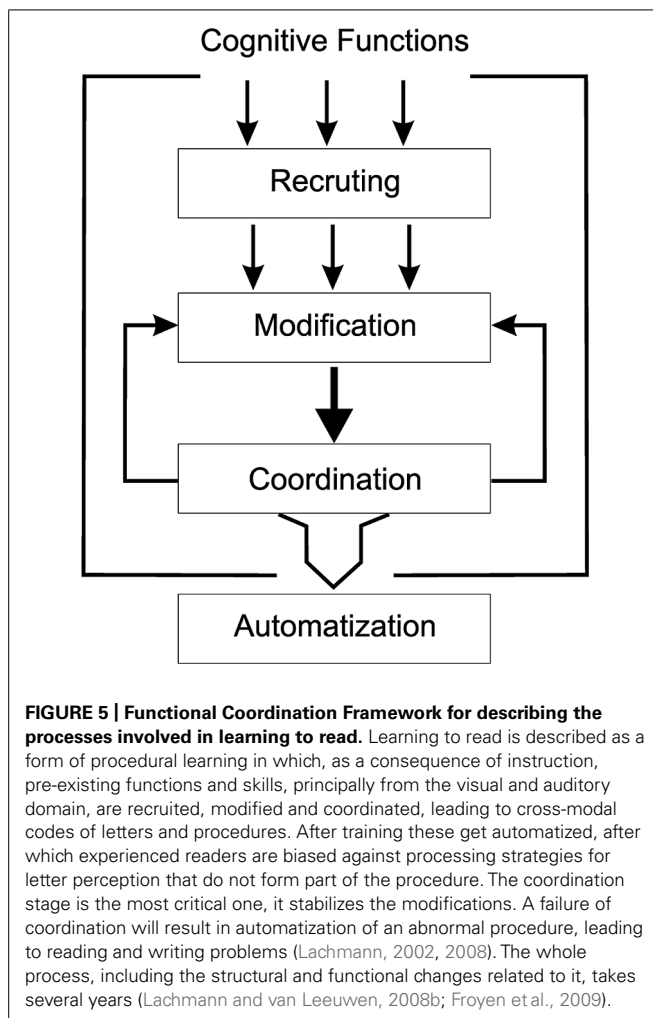 Cognitive Functions
Recruting
Modification
Coordination
Automatization
FIGURE 5 | Functional Coordination Framework for describing the
processes involved in learning to read. Learning to read is described as a
form of procedural learning in which, as a consequence of instruction,
pre-existing functions and skills, principally from the visual and auditory
domain, are recruited, modified and coordinated, leading to cross-modal
codes of letters and procedures. After training these get automatized, after
which experienced readers are biased against processing strategies for
letter perception that do not form part of the procedure. The coordination
stage is the most critical one, it stabilizes the modifications. A failure of
coordination will result in automatization of an abnormal procedure, leading
to reading and writing problems (Lachmann, 2002, 2008). The whole
process, including the structural and functional changes related to it, takes
several years (Lachmann and van Leeuwen, 2008b; Froyen et al., 2009).